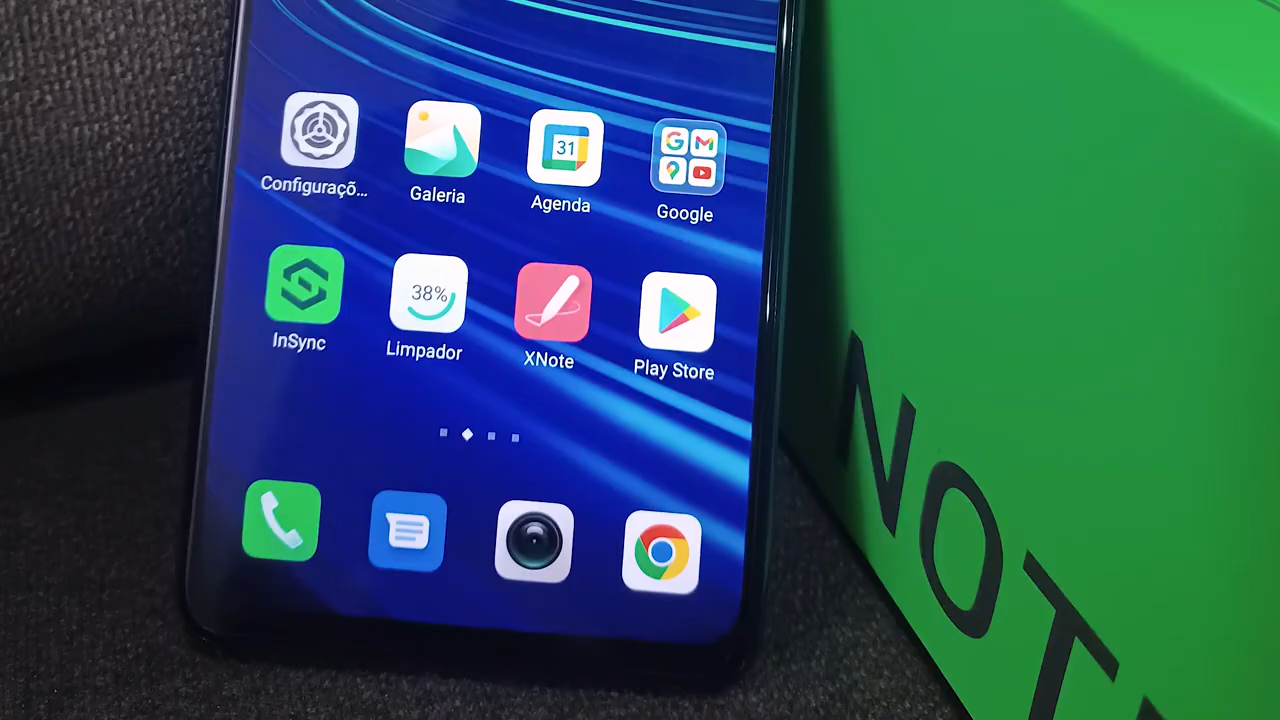 31
G
Configuraçõ...
Galeria
Agenda
Google
38%
InSync
Limpador
XNote
Play Store
NOT